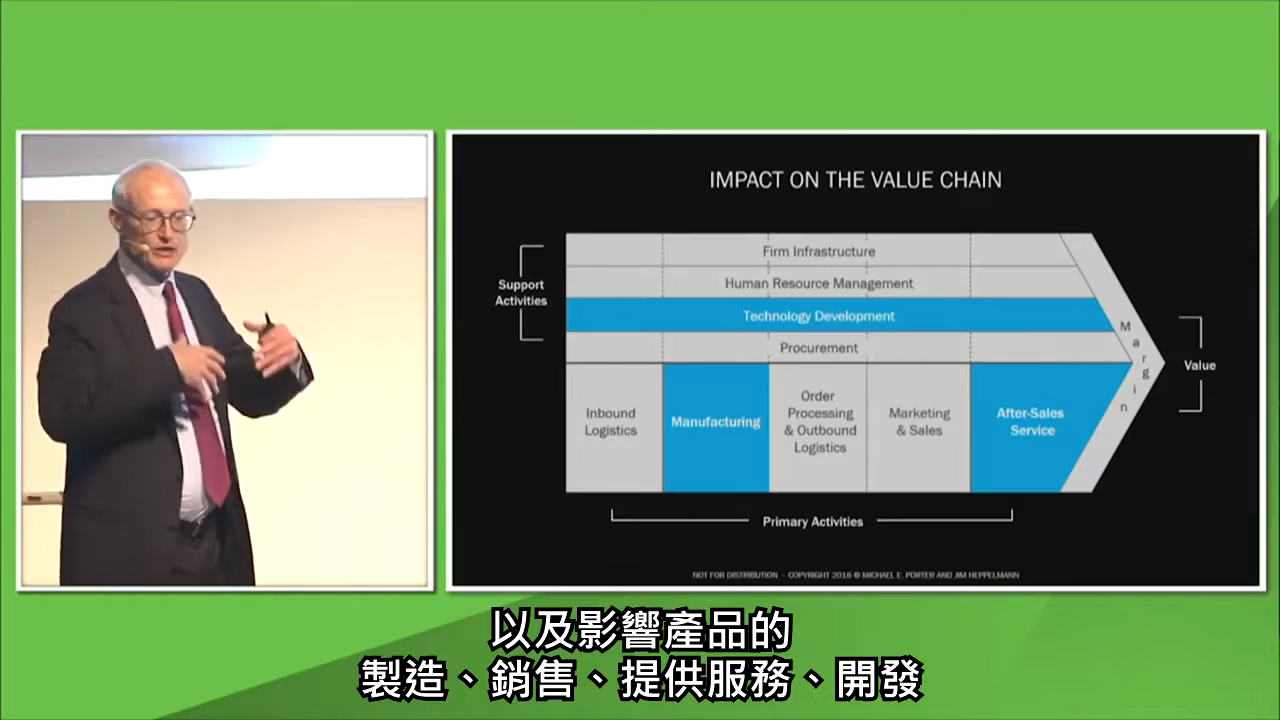 IMPACT ON THE VALUE CHAIN
Support
Activities
Firm Infrastructure
Human Resource Management
Technology Development
Procurement
Inbound
Logistics
Manufacturing
Order
Processing
& Outbound
Logistics
Marketing
& Sales
After-Sales
Service
Margin
Value
Primary Activities
NOT FOR DISTRIBUTION - COPYRIGHT 2016 © MICHAEL E. PORTER AND JIM HEPPELMANN
以及影響產品的
製造、銷售、提供服務、開發